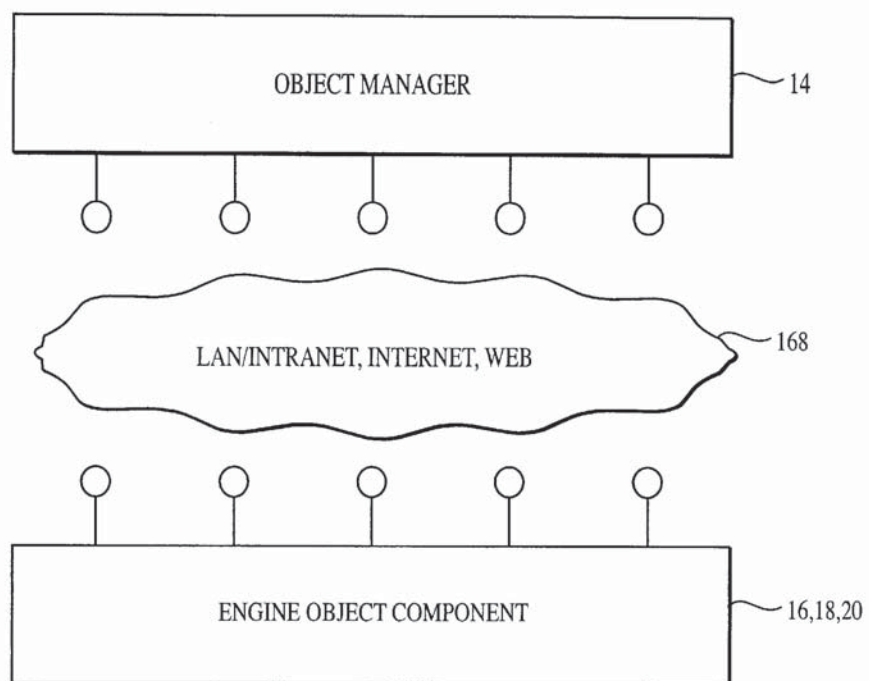 OBJECT MANAGER
14
LAN/INTRANET, INTERNET, WEB
168
ENGINE OBJECT COMPONENT
16,18,20